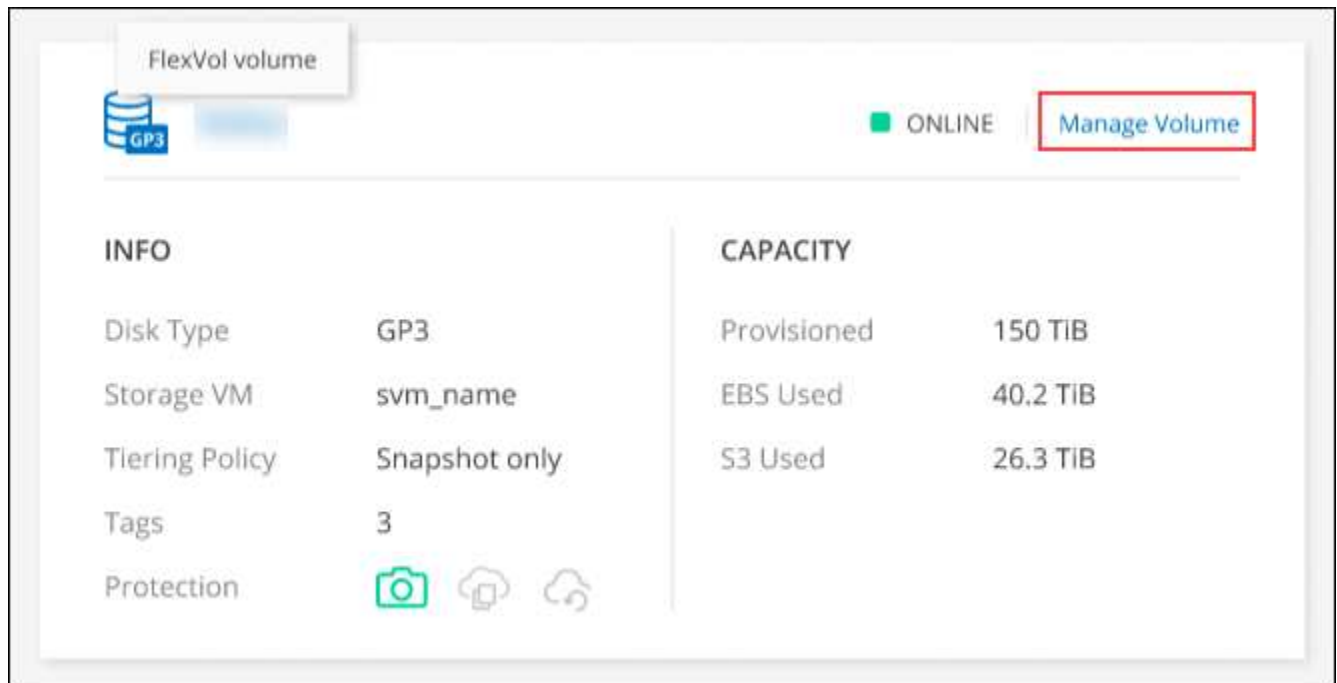 FlexVol volume
GP3
ONLINE
Manage Volume
INFO
Disk Type GP3
Storage VM svm_name
Tiering Policy Snapshot only
Tags 3
Protection
CAPACITY
Provisioned 150 TiB
EBS Used 40.2 TiB
S3 Used 26.3 TiB